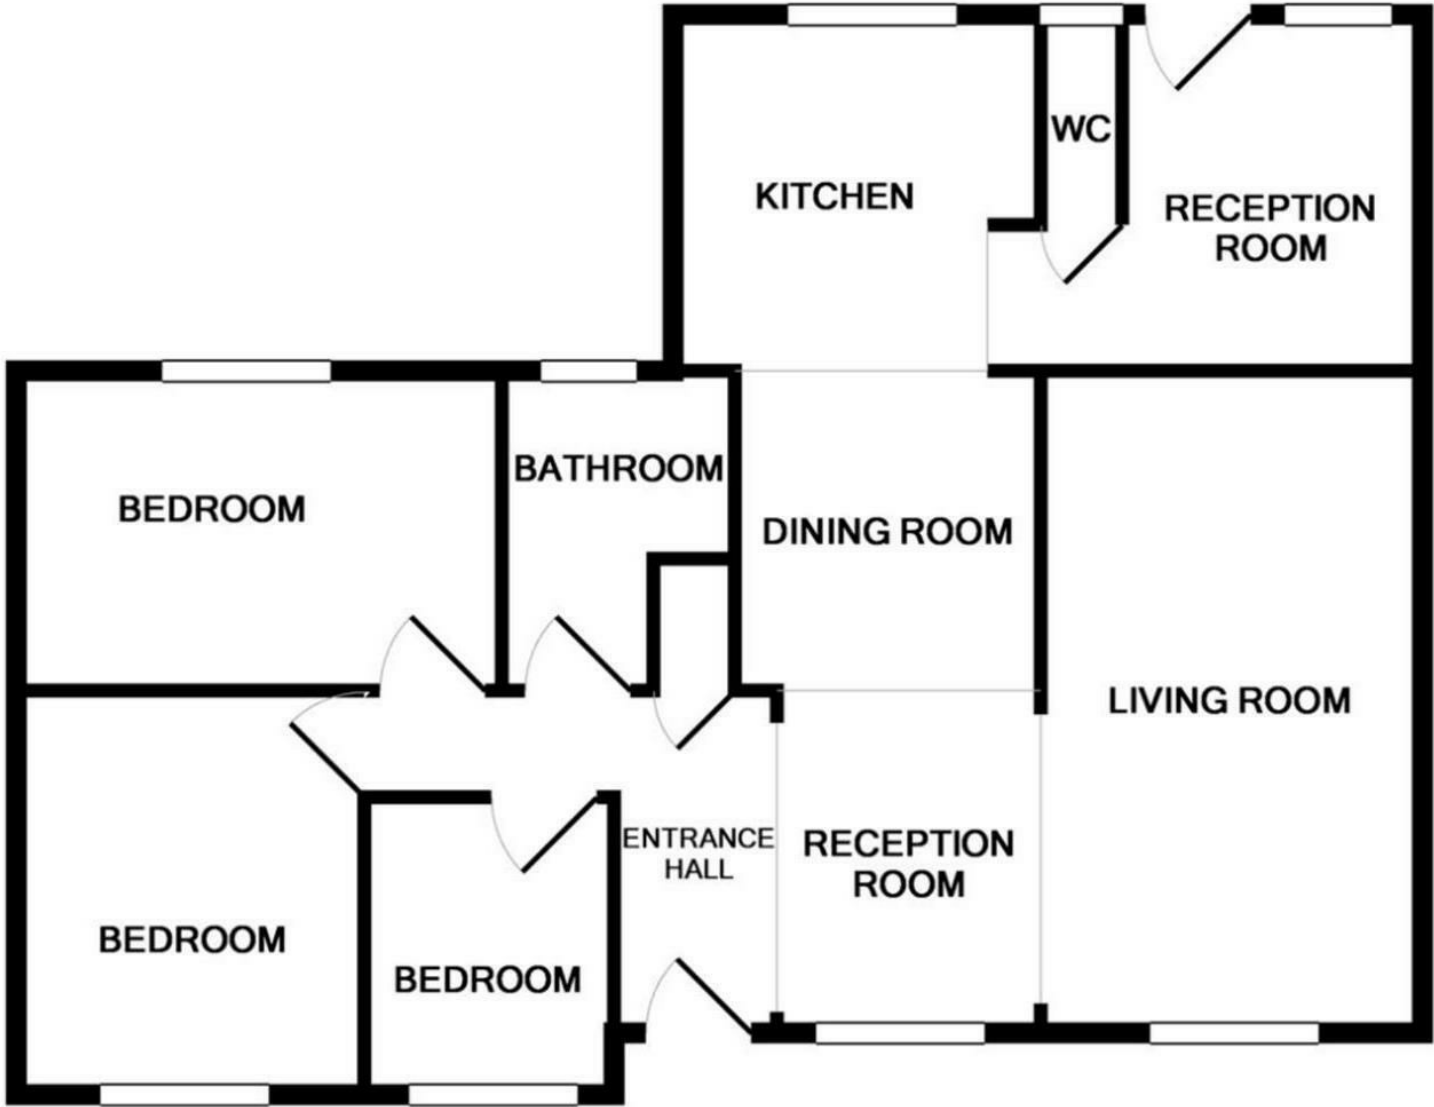 WC
KITCHEN
RECEPTION
ROOM
BATHROOM
BEDROOM
DINING ROOM
LIVING ROOM
ENTRANCE
HALL
RECEPTION
ROOM
BEDROOM
BEDROOM